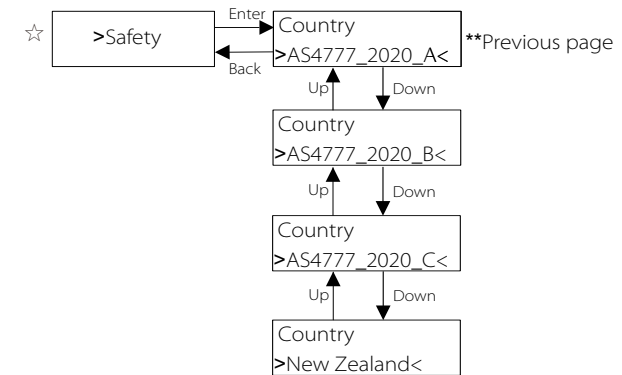 Enter
☆ >Safety
Back
Country
>AS4777_2020_A<
**Previous page
Up Down
Country
>AS4777_2020_B<
Up Down
Country
>AS4777_2020_C<
Up Down
Country
>New Zealand<